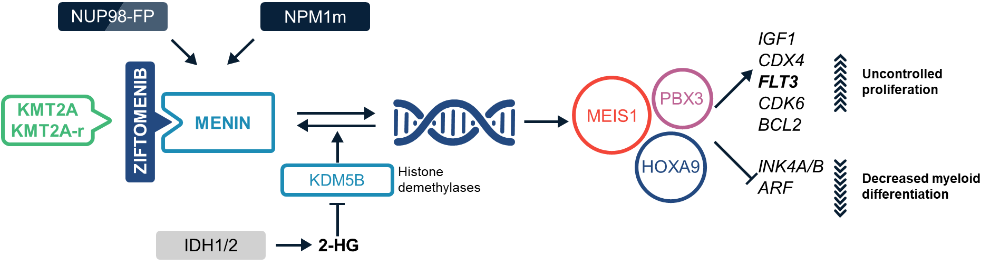 NUP98-FP
NPM1m
KMT2A
KMT2A-r
ZIFTOMENIB
MENIN
KDM5B
Histone
demethylases
IDH1/2
2-HG
MEIS1
PBX3
HOXA9
IGF1
CDX4
FLT3
CDK6
BCL2
Uncontrolled
proliferation
INK4A/B
ARF
Decreased myeloid
differentiation